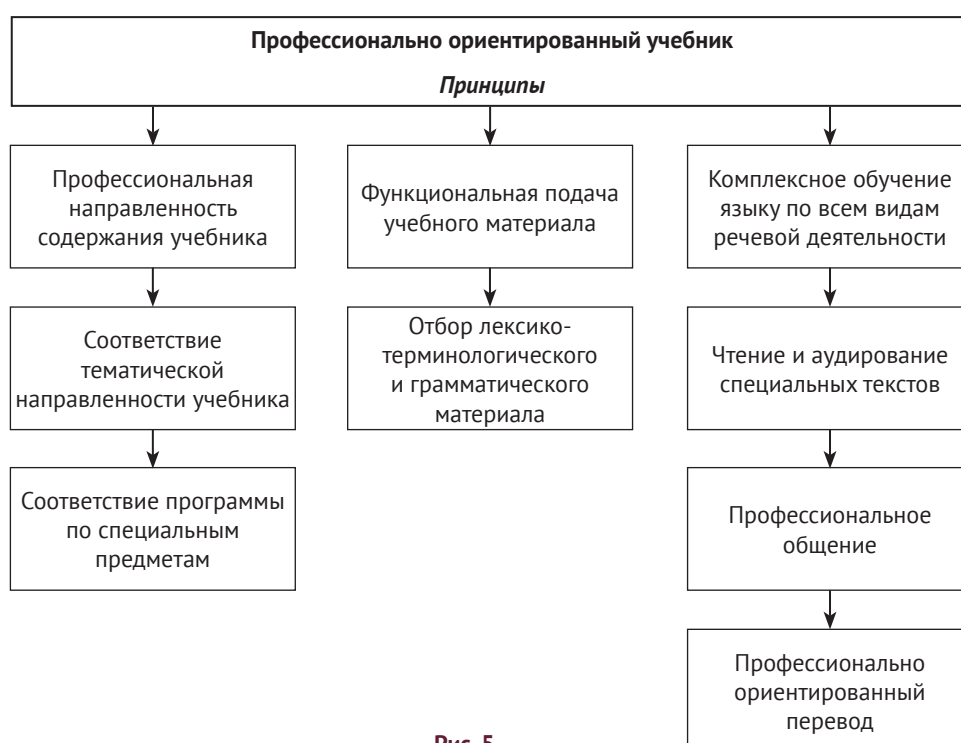 Профессионально ориентированный учебник
Принципы
Профессиональная
направленность
содержания учебника
Соответствие
тематической
направленности учебника
Соответствие программы
по специальным
предметам
Функциональная подача
учебного материала
Отбор лексико-
терминологического
и грамматического
материала
Комплексное обучение
языку по всем видам
речевой деятельности
Чтение и аудирование
специальных текстов
Профессиональное
общение
Профессионально
ориентированный
перевод
Рис. 5